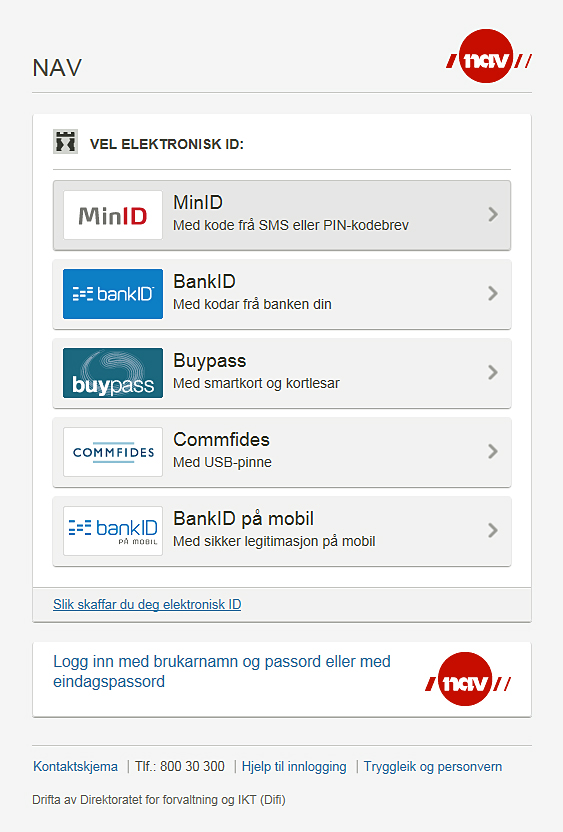 NAV
nav
VEL ELEKTRONISK ID:
MinID
MinID
Med kode frå SMS eller PIN-kodebrev
bankID
BankID
Med kodar frå banken din
buypass
Buypass
Med smartkort og kortlesar
COMMFIDES
Commfides
Med USB-pinne
bankID
PÅ MOBIL
BankID på mobil
Med sikker legitimasjon på mobil
Slik skaffar du deg elektronisk ID
Logg inn med brukarnamn og passord eller med
eindagspassord
nav
Kontaktskjema | Tlf.: 800 30 300 | Hjelp til innlogging | Tryggleik og personvern
Drifta av Direktoratet for forvaltning og IKT (Difi)